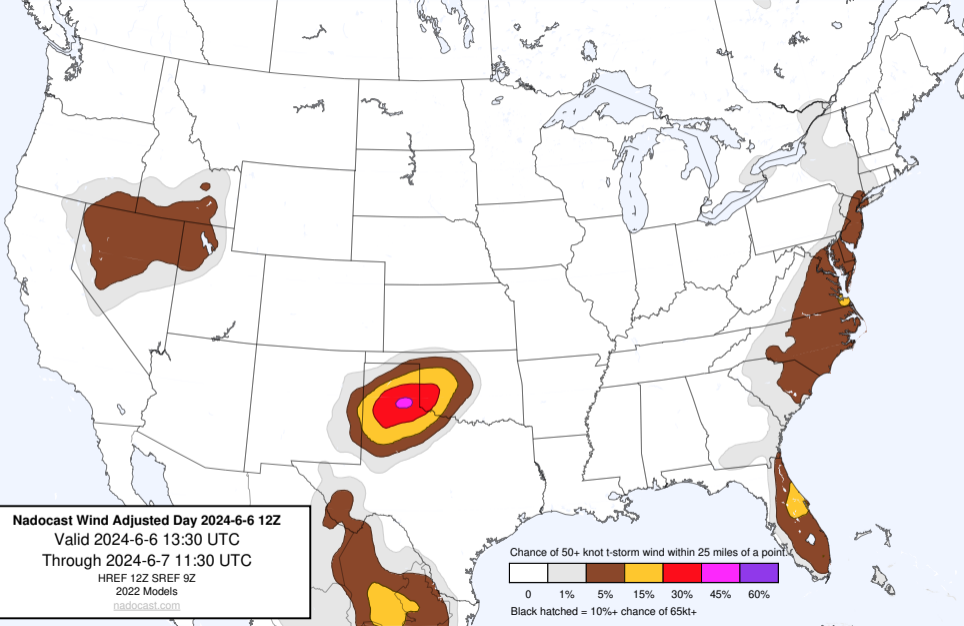 Nadocast Wind Adjusted Day 2024-6-6 12Z
Valid 2024-6-6 13:30 UTC
Through 2024-6-7 11:30 UTC
HREF 12Z SREF 9Z
2022 Models
nadocast.com
Chance of 50+ knot t-storm wind within 25 miles of a point.
0 1% 5% 15% 30% 45% 60%
Black hatched = 10%+ chance of 65kt+